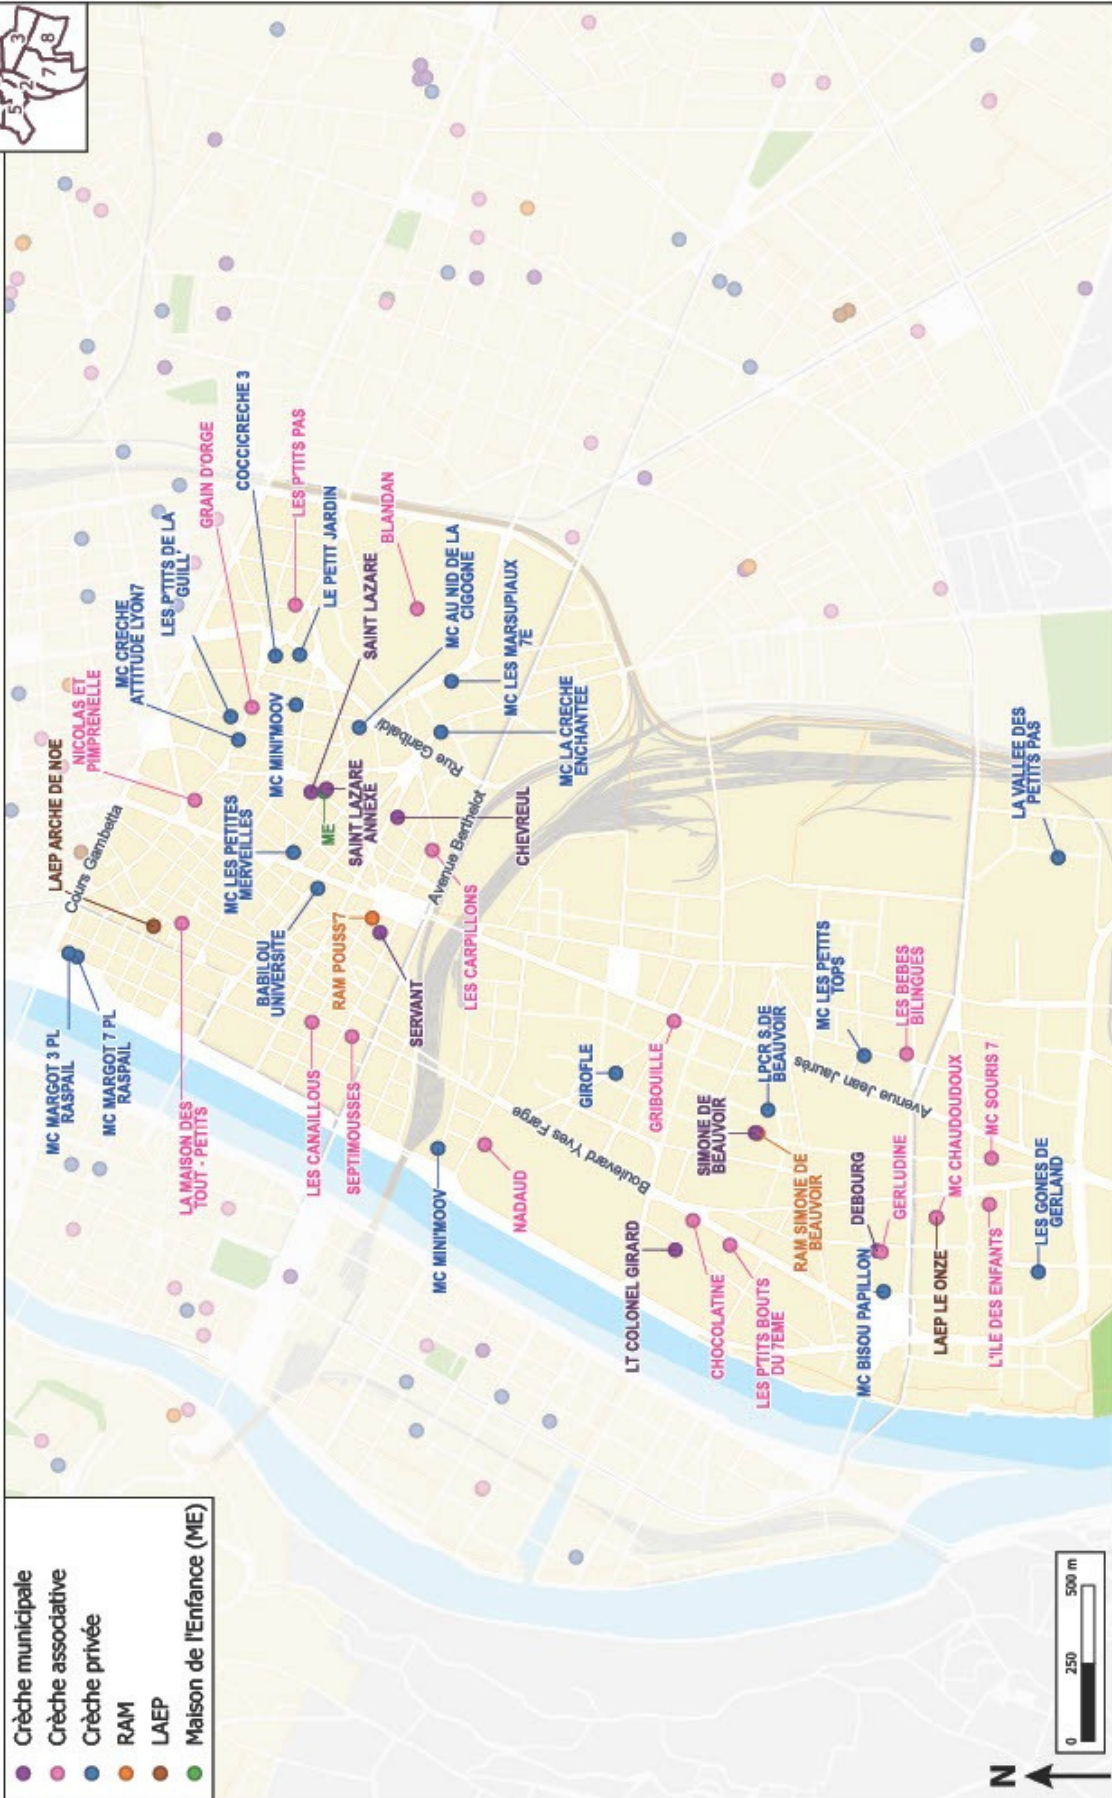 Crèche municipale
Crèche associative
Crèche privée
RAM
LAEP
Maison de l'Enfance (ME)
5
2
3
7
8
LAEP ARCHE DE NOE
NICOLAS ET
PIMPRENELLE
MC CRECHE
ATTITUDE LYON7
LES P'TITS DE LA
GUILL'
GRAIN D'ORGE
COCCICRECHE 3
LES P'TITS PAS
LE PETIT JARDIN
BLANDAN
SAINT LAZARE
MC AU NID DE LA
CIGOGNE
MC LES MARSUPIAUX
7E
MC LA CRECHE
ENCHANTEE
Cours Gambetta
MC MARGOT 3 PL
RASPAIL
MC MARGOT 7 PL
RASPAIL
LA MAISON DES
TOUT - PETITS
MC LES PETITES
MERVEILLES
MC MINI'MOOV
ME
SAINT LAZARE
ANNEXE
Rue Garibaldi
BABILOU
UNIVERSITE
RAM POUSS'7
SERVANT
Avenue Berthelot
CHEVREUL
LES CARPILLONS
LES CANAILLOUS
SEPTIMOUSSES
MC MINI'MOOV
NADAUD
Boulevard Yves Farge
GIROFLE
GRIBOUILLE
LT COLONEL GIRARD
CHOCOLATINE
LES P'TITS BOUTS
DU 7EME
SIMONE DE
BEAUVOIR
LPCR S.DE
BEAUVOIR
RAM SIMONE DE
BEAUVOIR
MC LES PETITS
TOPS
Avenue Jean Jaurès
LES BEBES
BILINGUES
DEBOURG
GERLUDINE
MC BISOU PAPILLON
MC CHAUDOUDOUX
LAEP LE ONZE
MC SOURIS 7
L'ILE DES ENFANTS
LES GONES DE
GERLAND
LA VALLEE DES
PETITS PAS
N
0 250 500 m